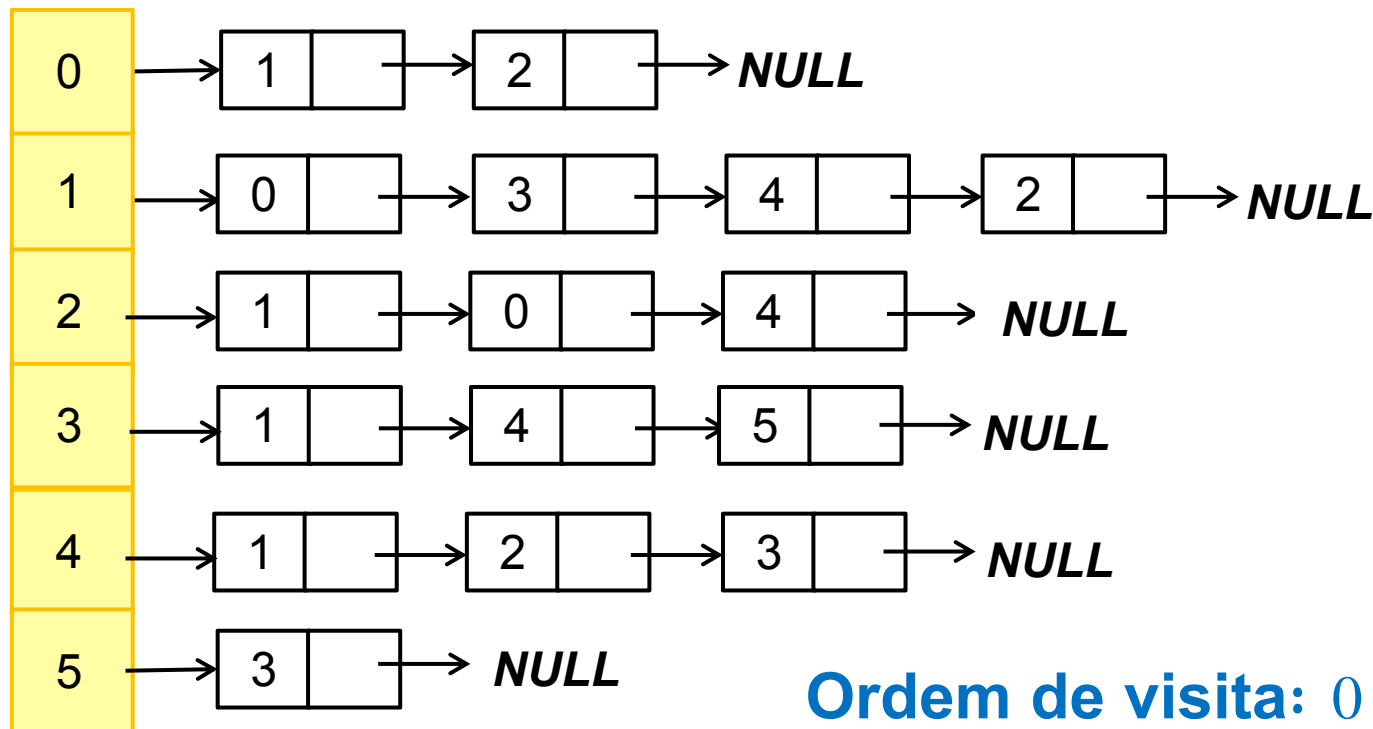 0 1 2 NULL
1 0 3 4 2 NULL
2 1 0 4 NULL
3 1 4 5 NULL
4 1 2 3 NULL
5 3 NULL
Ordem de visita: 0